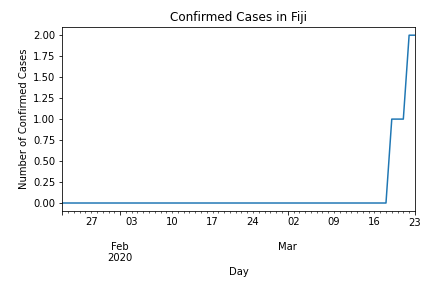 Confirmed Cases in Fiji
Number of Confirmed Cases
2.00
1.75
1.50
1.25
1.00
0.75
0.50
0.25
0.00
27 03 10 17 24 02 09 16 23
Feb Mar
2020
Day